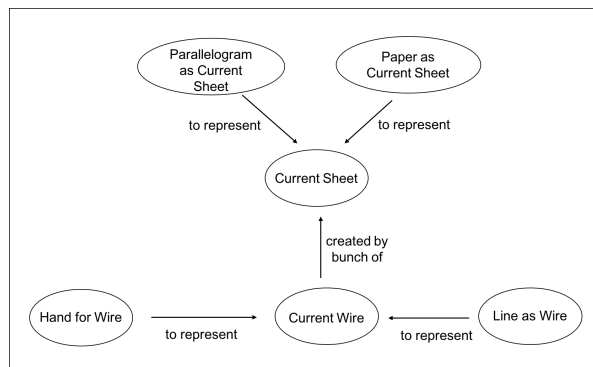 Parallelogram
as Current
Sheet
Paper as
Current Sheet
to represent
to represent
Current Sheet
created by
bunch of
Hand for Wire
Current Wire
Line as Wire
to represent
to represent